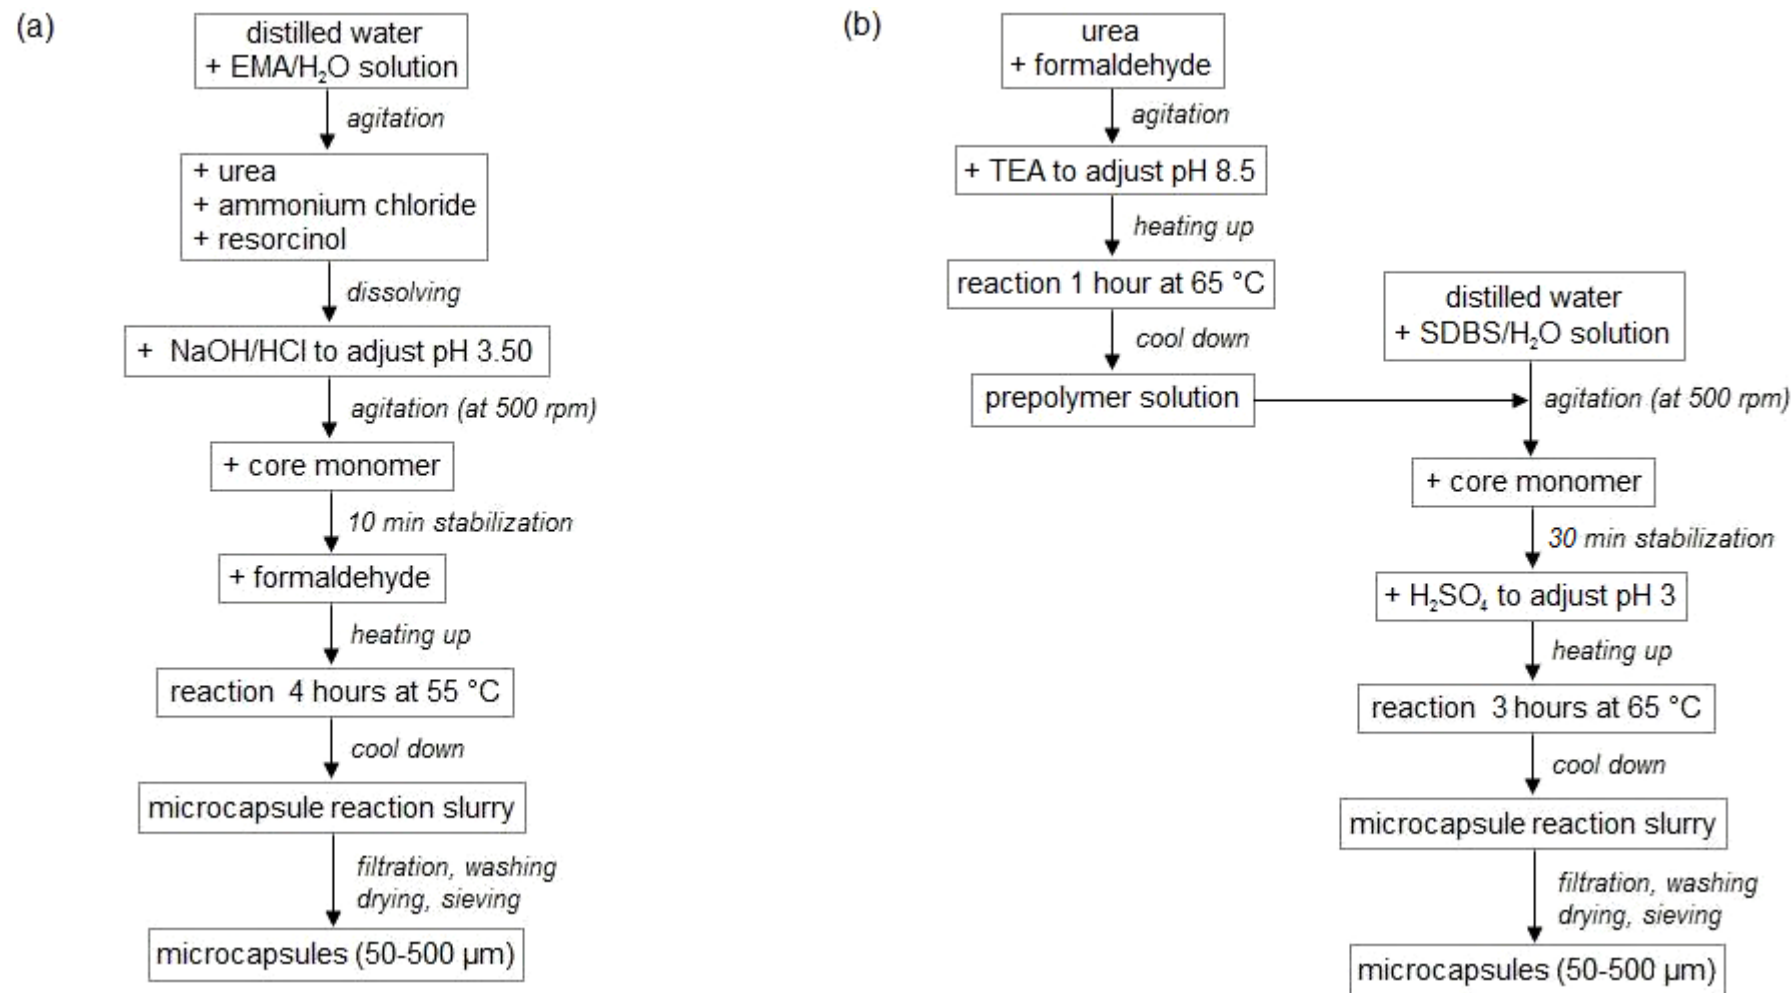 (a)
distilled water
+ EMA/H₂O solution
agitation
+ urea
+ ammonium chloride
+ resorcinol
dissolving
+ NaOH/HCl to adjust pH 3.50
agitation (at 500 rpm)
+ core monomer
10 min stabilization
+ formaldehyde
heating up
reaction 4 hours at 55 °C
cool down
microcapsule reaction slurry
filtration, washing
drying, sieving
microcapsules (50-500 µm)
(b)
urea
+ formaldehyde
agitation
+ TEA to adjust pH 8.5
heating up
reaction 1 hour at 65 °C
cool down
prepolymer solution
distilled water
+ SDBS/H₂O solution
agitation (at 500 rpm)
+ core monomer
30 min stabilization
+ H₂SO₄ to adjust pH 3
heating up
reaction 3 hours at 65 °C
cool down
microcapsule reaction slurry
filtration, washing
drying, sieving
microcapsules (50-500 µm)